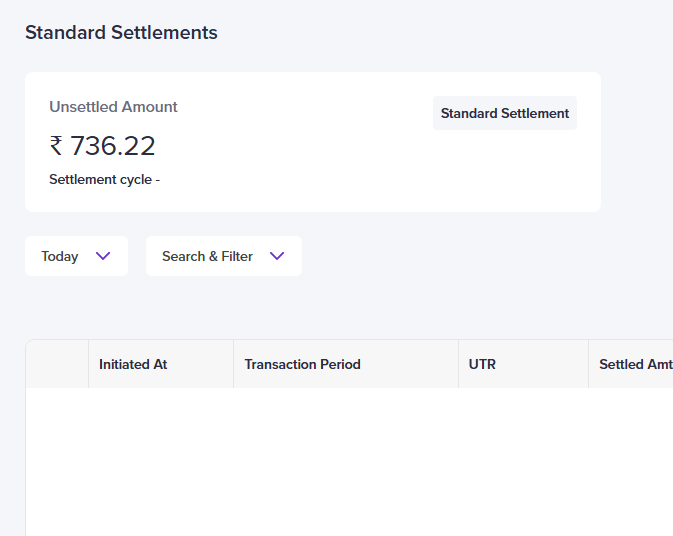 Standard Settlements
Unsettled Amount
Standard Settlement
₹ 736.22
Settlement cycle -
Today
Search & Filter
Initiated At
Transaction Period
UTR
Settled Amt